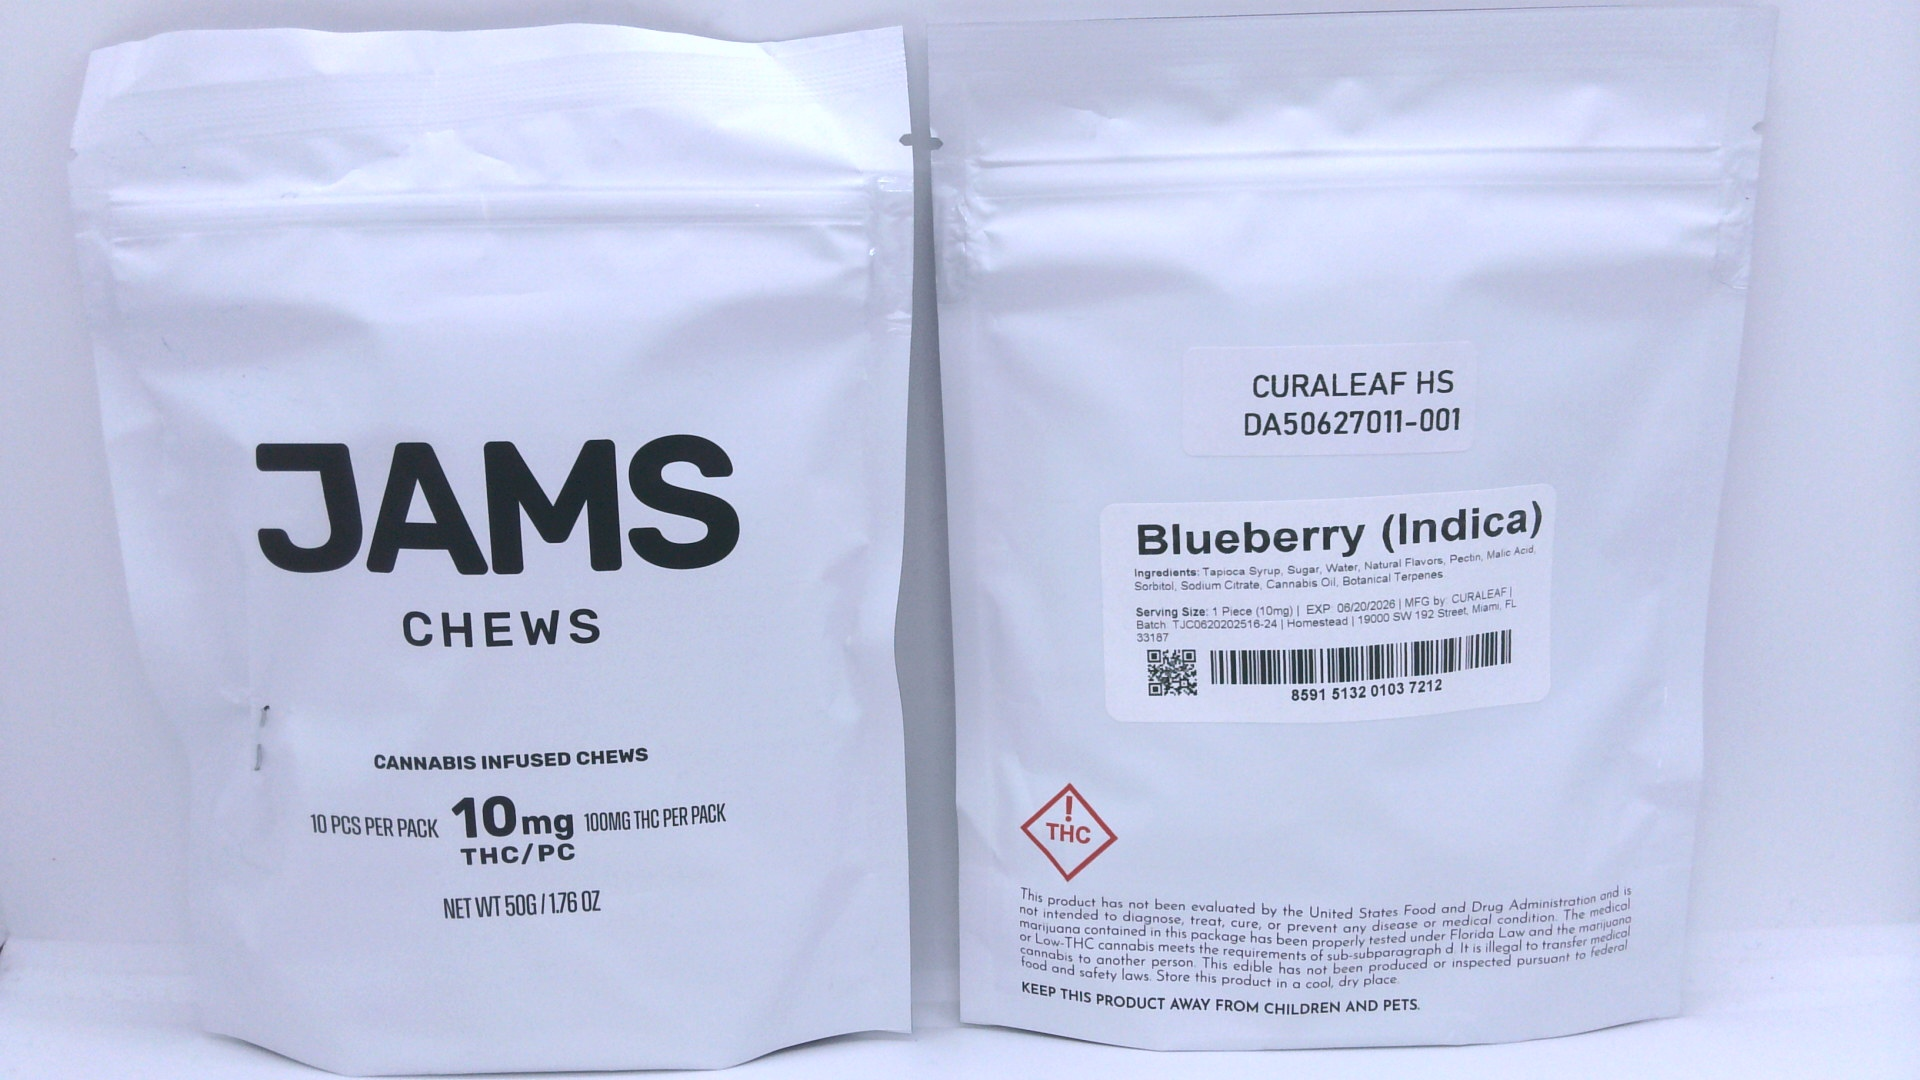 JAMS
CHEWS
CANNABIS INFUSED CHEWS
10 PCS PER PACK 10mg 100MG THC PER PACK
THC/PC
NET WT 50G / 1.76 OZ
CURALEAF HS
DA50627011-001
Blueberry (Indica)
Ingredients: Tapioca Syrup, Sugar, Water, Natural Flavors, Pectin, Malic Acid,
Sorbitol, Sodium Citrate, Cannabis Oil, Botanical Terpenes
Serving Size: 1 Piece (10mg) | EXP: 06/20/2026 | MFG by: CURALEAF |
Batch: TJC0620202516-24 | Homestead | 19000 SW 192 Street, Miami, FL
33187
8591 5132 0103 7212
!
THC
This product has not been evaluated by the United States Food and Drug Administration and is
not intended to diagnose, treat, cure, or prevent any disease or medical condition. The medical
marijuana contained in this package has been properly tested under Florida Law and the marijuana
or Low-THC cannabis meets the requirements of sub-subparagraph d. It is illegal to transfer medical
cannabis to another person. This edible has not been produced or inspected pursuant to federal
food and safety laws. Store this product in a cool, dry place.
KEEP THIS PRODUCT AWAY FROM CHILDREN AND PETS.